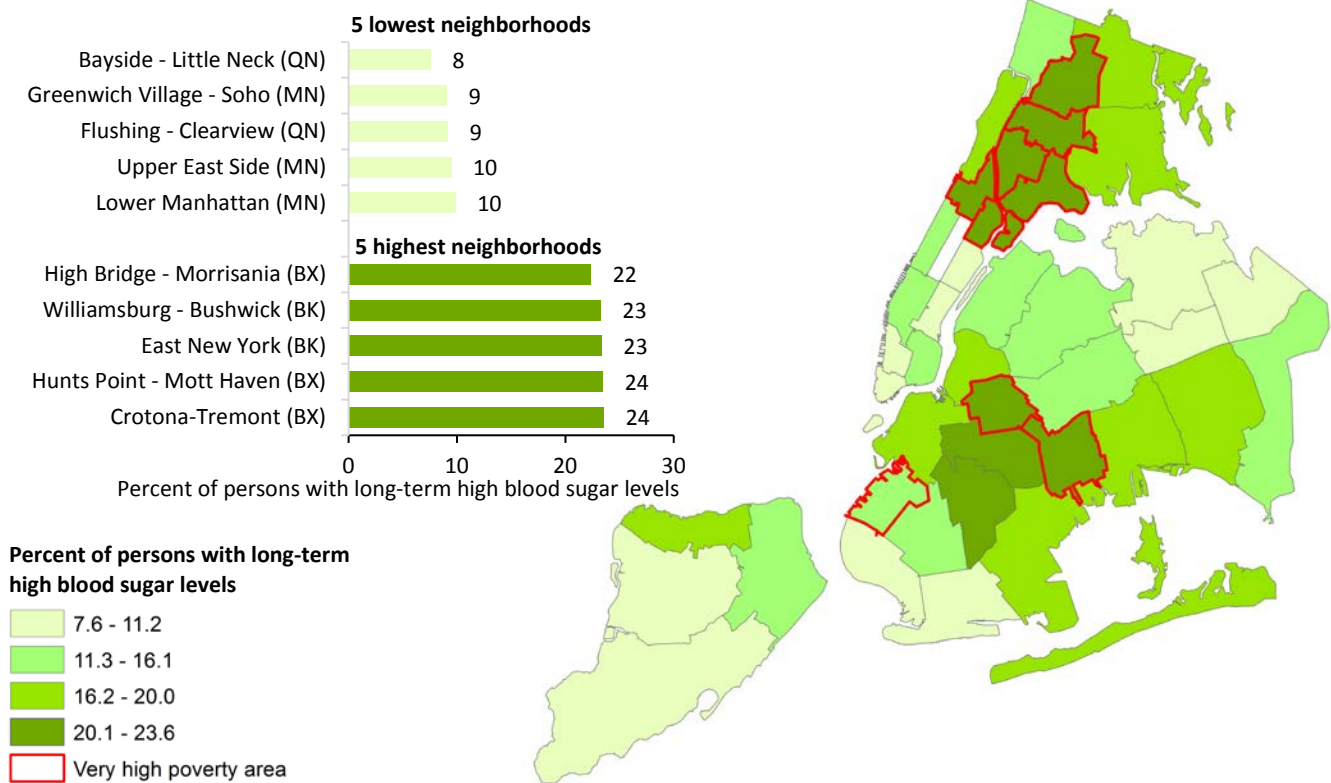 5 lowest neighborhoods
Bayside - Little Neck (QN) 8
Greenwich Village - Soho (MN) 9
Flushing - Clearview (QN) 9
Upper East Side (MN) 10
Lower Manhattan (MN) 10
5 highest neighborhoods
High Bridge - Morrisania (BX) 22
Williamsburg - Bushwick (BK) 23
East New York (BK) 23
Hunts Point - Mott Haven (BX) 24
Crotona-Tremont (BX) 24
0 10 20 30
Percent of persons with long-term high blood sugar levels
Percent of persons with long-term
high blood sugar levels
7.6 - 11.2
11.3 - 16.1
16.2 - 20.0
20.1 - 23.6
Very high poverty area